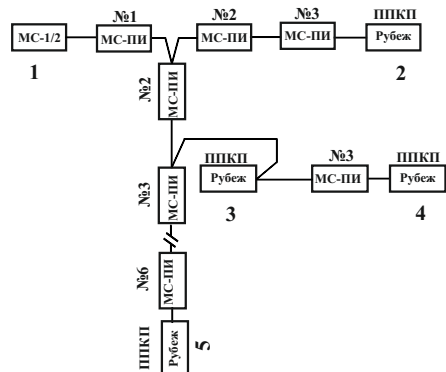 №1 №2 №3 ППКП
МС-1/2 МС-ПИ МС-ПИ МС-ПИ Рубеж
1 2
№2 МС-ПИ
ППКП №3 ППКП
№3 МС-ПИ Рубеж МС-ПИ Рубеж
3 4
№6 МС-ПИ
ППКП Рубеж 5